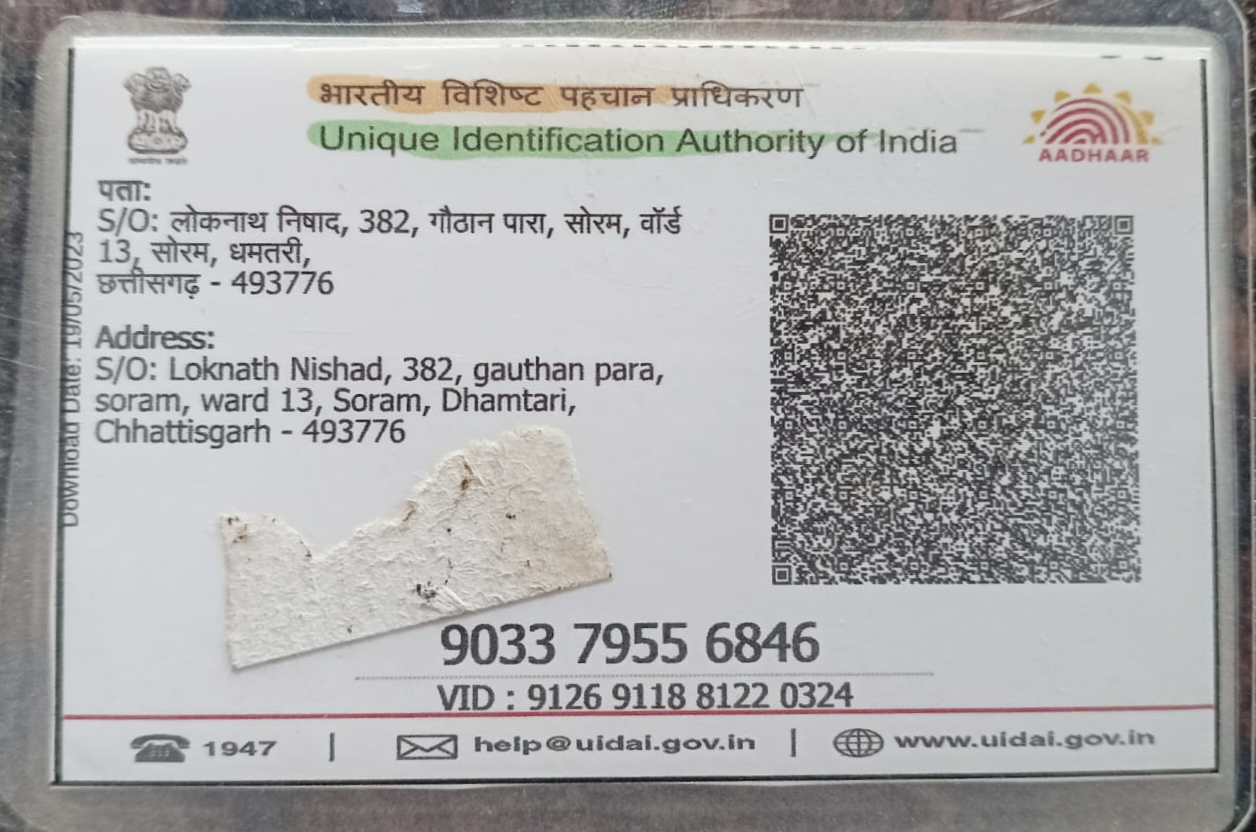 भारतीय विशिष्ट पहचान प्राधिकरण
Unique Identification Authority of India
AADHAAR
पता:
S/O: लोकनाथ निषाद, 382, गौठान पारा, सोरम, वॉर्ड
13, सोरम, धमतरी,
छत्तीसगढ़ - 493776
Address:
S/O: Loknath Nishad, 382, gauthan para,
soram, ward 13, Soram, Dhamtari,
Chhattisgarh - 493776
Download Date: 19/05/2023
9033 7955 6846
VID : 9126 9118 8122 0324
1947 | help@uidai.gov.in | www.uidai.gov.in